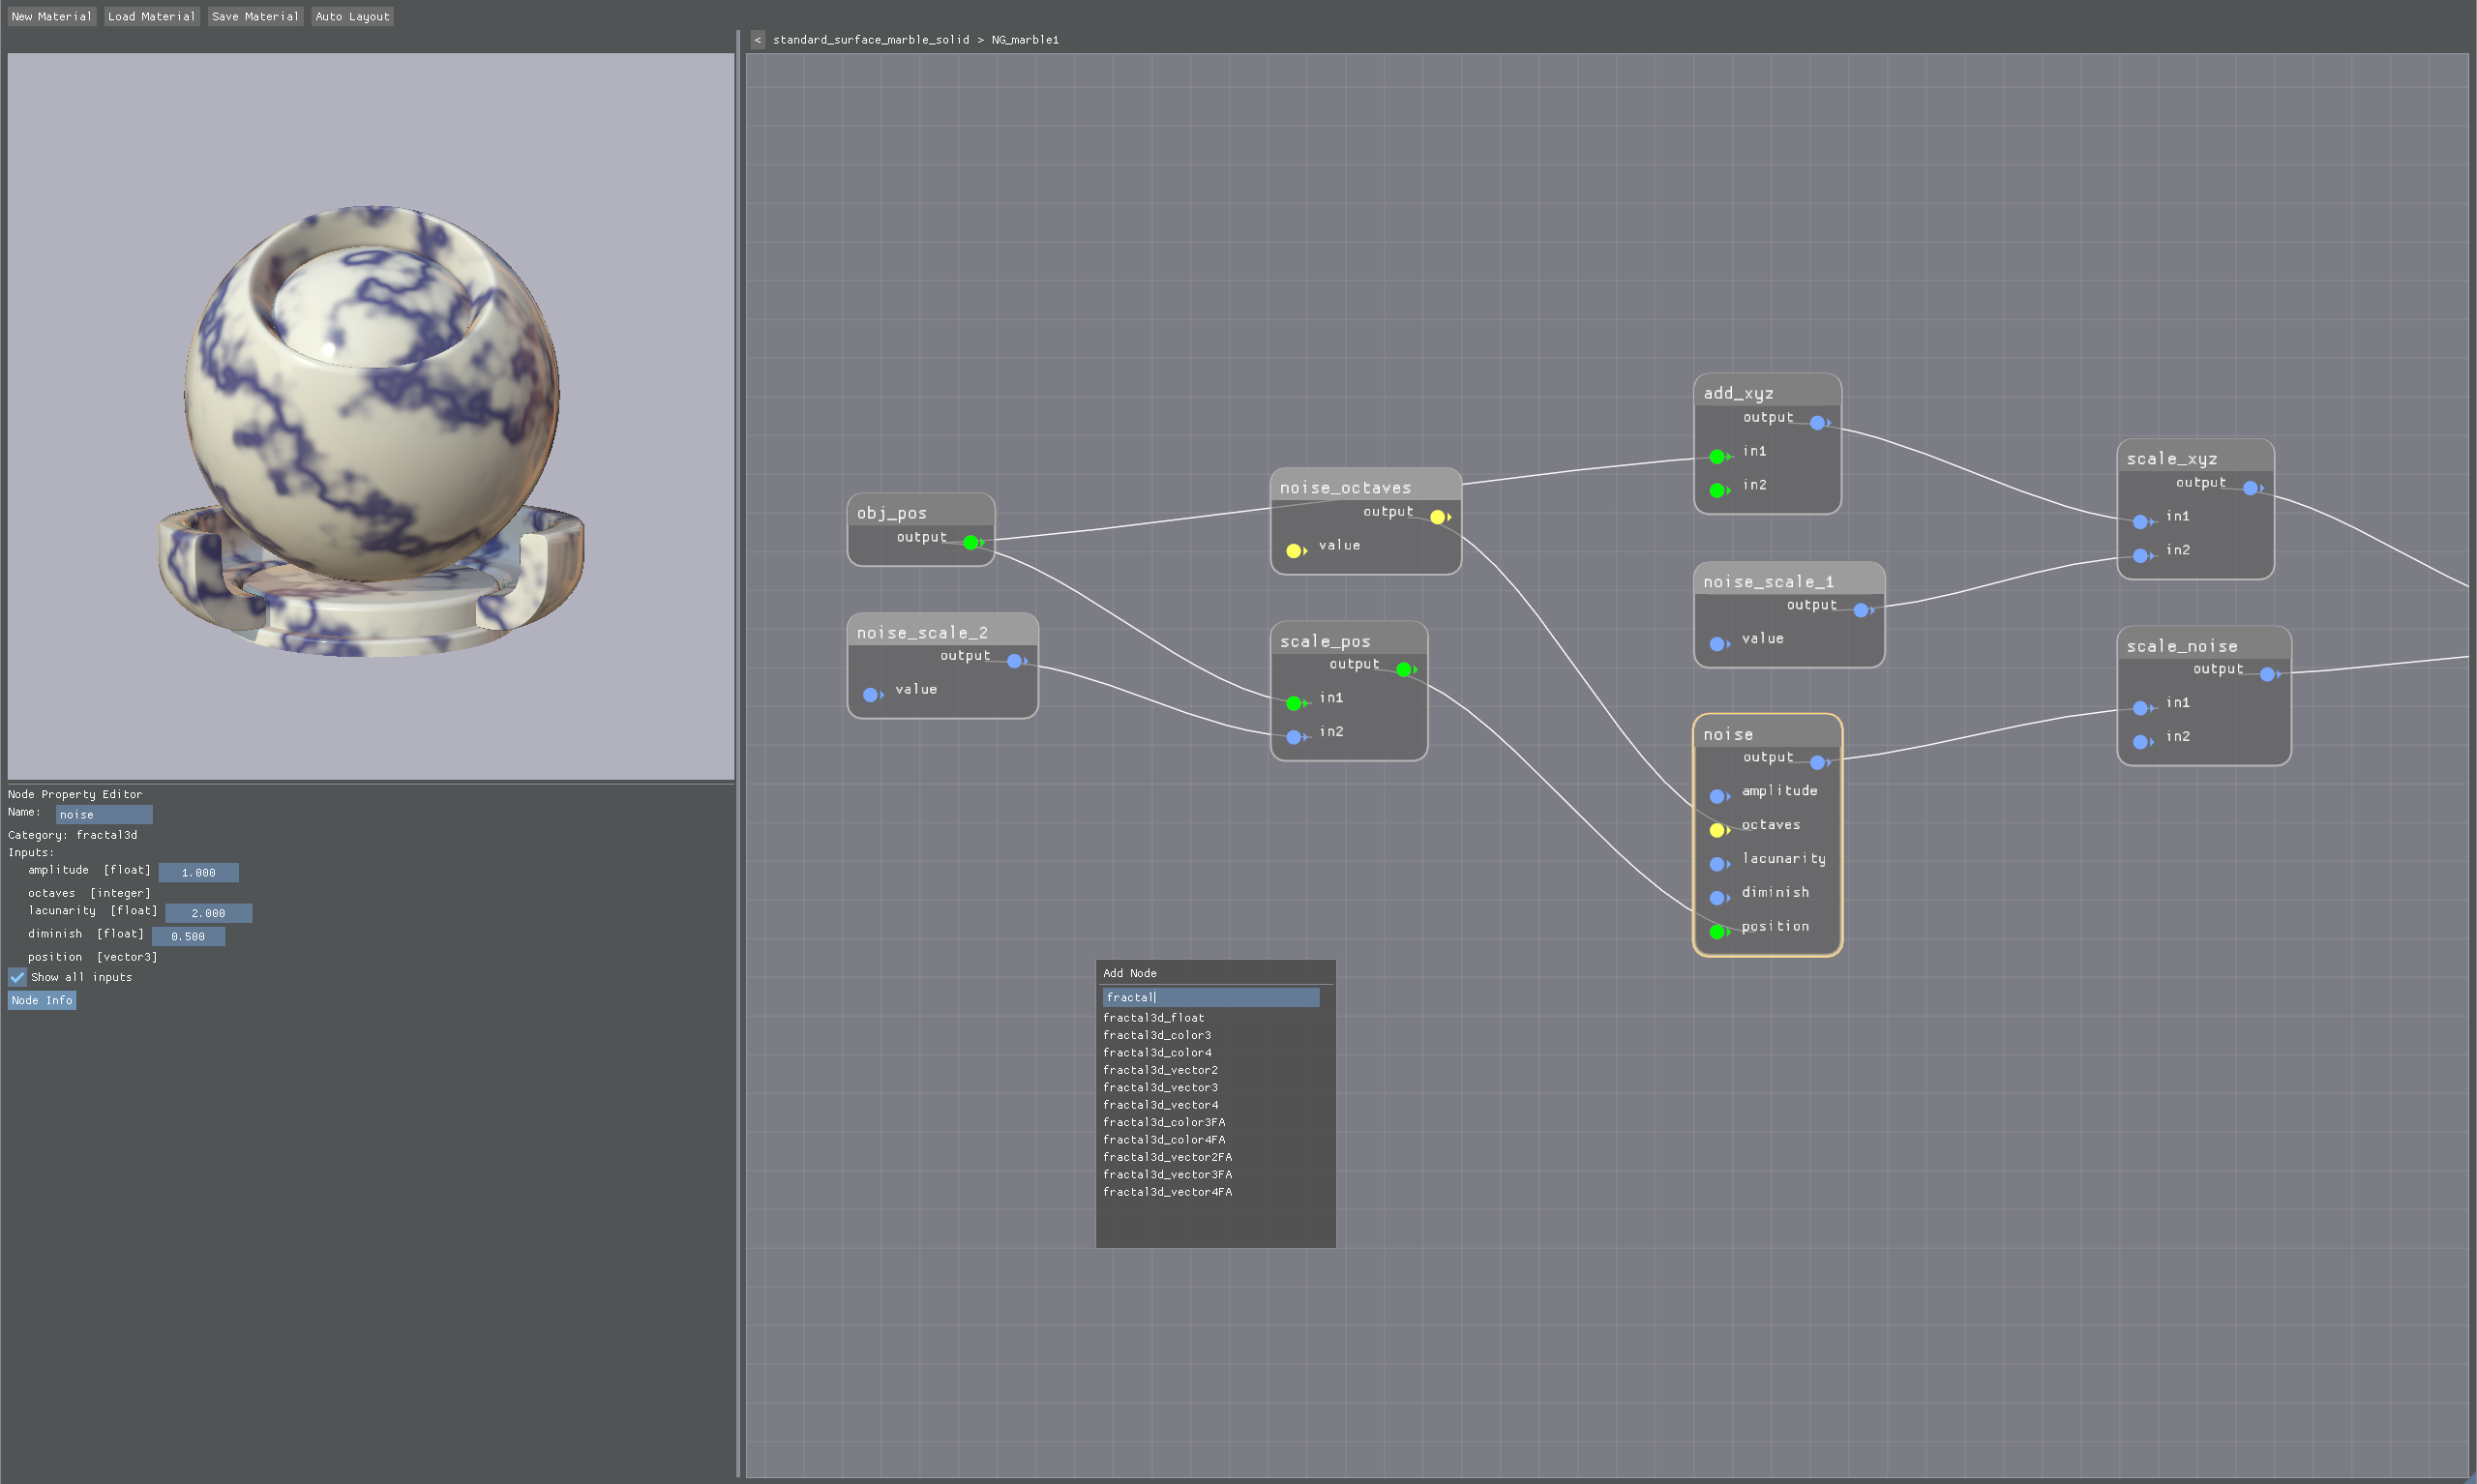 New Material Load Material Save Material Auto Layout
< standard_surface_marble_solid > NG_marble1
Node Property Editor
Name: noise
Category: fractal3d
Inputs:
amplitude [float] 1.000
octaves [integer]
lacunarity [float] 2.000
diminish [float] 0.500
position [vector3]
Show all inputs
Node Info
obj_pos
output
noise_scale_2
output
value
noise_octaves
output
value
scale_pos
output
in1
in2
add_xyz
output
in1
in2
noise_scale_1
output
value
noise
output
amplitude
octaves
lacunarity
diminish
position
scale_xyz
output
in1
in2
scale_noise
output
in1
in2
Add Node
fractal
fractal3d_float
fractal3d_color3
fractal3d_color4
fractal3d_vector2
fractal3d_vector3
fractal3d_vector4
fractal3d_color3FA
fractal3d_color4FA
fractal3d_vector2FA
fractal3d_vector3FA
fractal3d_vector4FA